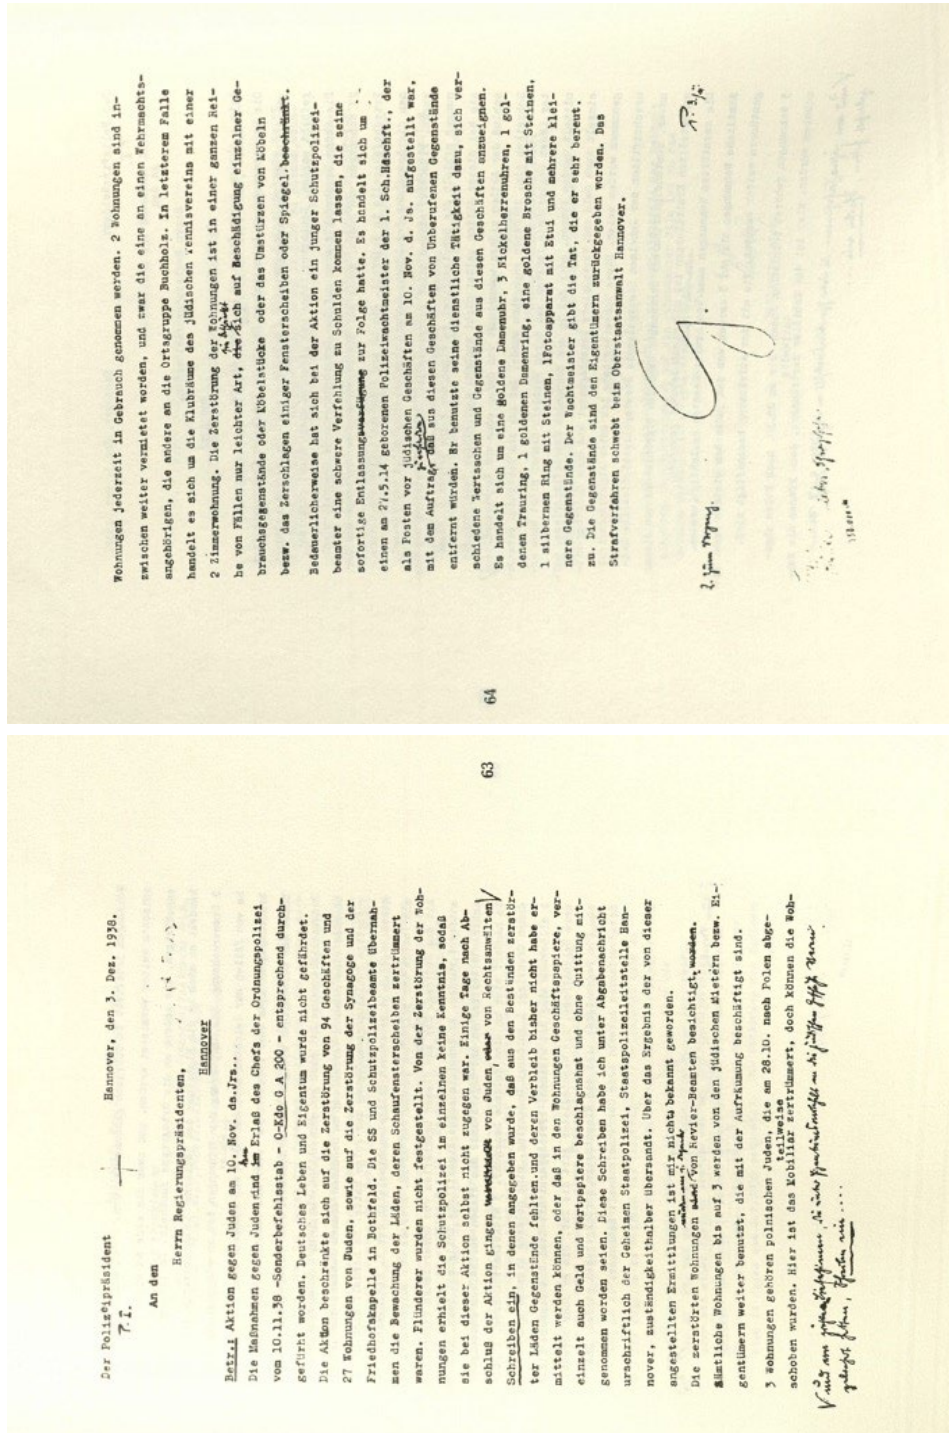 Der Polizeipräsident
Hannover, den 3. Dez. 1938.
P. I.
An den
Herrn Regierungspräsidenten,
Hannover
Betr.: Aktion gegen Juden am 10. Nov. ds.Jrs..
Die Maßnahmen gegen Juden sind im Erlaß des Chefs der Ordnungspolizei
vom 10.11.38 -Sonderbefehlsstab - O-Kdo G A 200 - entsprechend durch-
geführt worden. Deutsches Leben und Eigentum wurde nicht gefährdet.
Die Aktion beschränkte sich auf die Zerstörung von 94 Geschäften und
27 Wohnungen von Juden, sowie auf die Zerstörung der Synagoge und der
Friedhofskapelle in Bothfeld. Die SS und Schutzpolizeibeamte übernah-
men die Bewachung der Läden, deren Schaufensterscheiben zertrümmert
waren. Plünderer wurden nicht festgestellt. Von der Zerstörung der Woh-
nungen erhielt die Schutzpolizei im einzelnen keine Kenntnis, sodaß
sie bei dieser Aktion selbst nicht zugegen war. Einige Tage nach Ab-
schluß der Aktion gingen von Juden, oder von Rechtsanwälten
Schreiben ein, in denen angegeben wurde, daß aus den Beständen zerstör-
ter Läden Gegenstände fehlten und deren Verbleib bisher nicht habe er-
mittelt werden können, oder daß in den Wohnungen Geschäftspapiere, ver-
einzelt auch Geld und Wertpapiere beschlagnahmt und ohne Quittung mit-
genommen worden seien. Diese Schreiben habe ich unter Abgabenachricht
urschriftlich der Geheimen Staatpolizei, Staatspolizeileitstelle Han-
nover, zuständigkeithalber übersandt. Über das Ergebnis der von dieser
angestellten Ermittlungen ist mir nichts bekannt geworden.
Die zerstörten Wohnungen sind von Revier-Beamten besichtigt worden.
Sämtliche Wohnungen bis auf 3 werden von den jüdischen Mietern bezw. Ei-
gentümern weiter benutzt, die mit der Aufräumung beschäftigt sind.
3 Wohnungen gehören polnischen Juden, die am 28.10. nach Polen abge-
teilweise
schoben wurden. Hier ist das Mobiliar zertrümmert, doch können die Woh-
63
Wohnungen jederzeit in Gebrauch genommen werden. 2 Wohnungen sind in-
zwischen weiter vermietet worden, und zwar die eine an einen Wehrmachts-
angehörigen, die andere an die Ortsgruppe Buchholz. In letzterem Falle
handelt es sich um die Klubräume des jüdischen Tennisvereins mit einer
2 Zimmerwohnung. Die Zerstörung der Wohnungen ist in einer ganzen Rei-
he von Fällen nur leichter Art, die sich auf Beschädigung einzelner Ge-
brauchsgegenstände oder Möbelstücke oder das Umstürzen von Möbeln
bezw. das Zerschlagen einiger Fensterscheiben oder Spiegel beschränkt.
Bedauerlicherweise hat sich bei der Aktion ein junger Schutzpolizei-
beamter eine schwere Verfehlung zu Schulden kommen lassen, die seine
sofortige Entlassungsverfügung zur Folge hatte. Es handelt sich um
einen am 27.5.14 geborenen Polizeiwachtmeister der 1. Sch.Hdschft., der
als Posten vor jüdischen Geschäften am 10. Nov. d. Js. aufgestellt war,
mit dem Auftrag, daß aus diesen Geschäften von Unberufenen Gegenstände
entfernt würden. Er benutzte seine dienstliche Tätigkeit dazu, sich ver-
schiedene Wertsachen und Gegenstände aus diesen Geschäften anzueignen.
Es handelt sich um eine goldene Damenuhr, 3 Nickelherrenuhren, 1 gol-
denen Trauring, 1 goldenen Damenring, eine goldene Brosche mit Steinen,
1 silbernen Ring mit Steinen, 1Fotoapparat mit Etui und mehrere klei-
nere Gegenstände. Der Wachtmeister gibt die Tat, die er sehr bereut,
zu. Die Gegenstände sind den Eigentümern zurückgegeben worden. Das
Strafverfahren schwebt beim Oberstaatsanwalt Hannover.
64